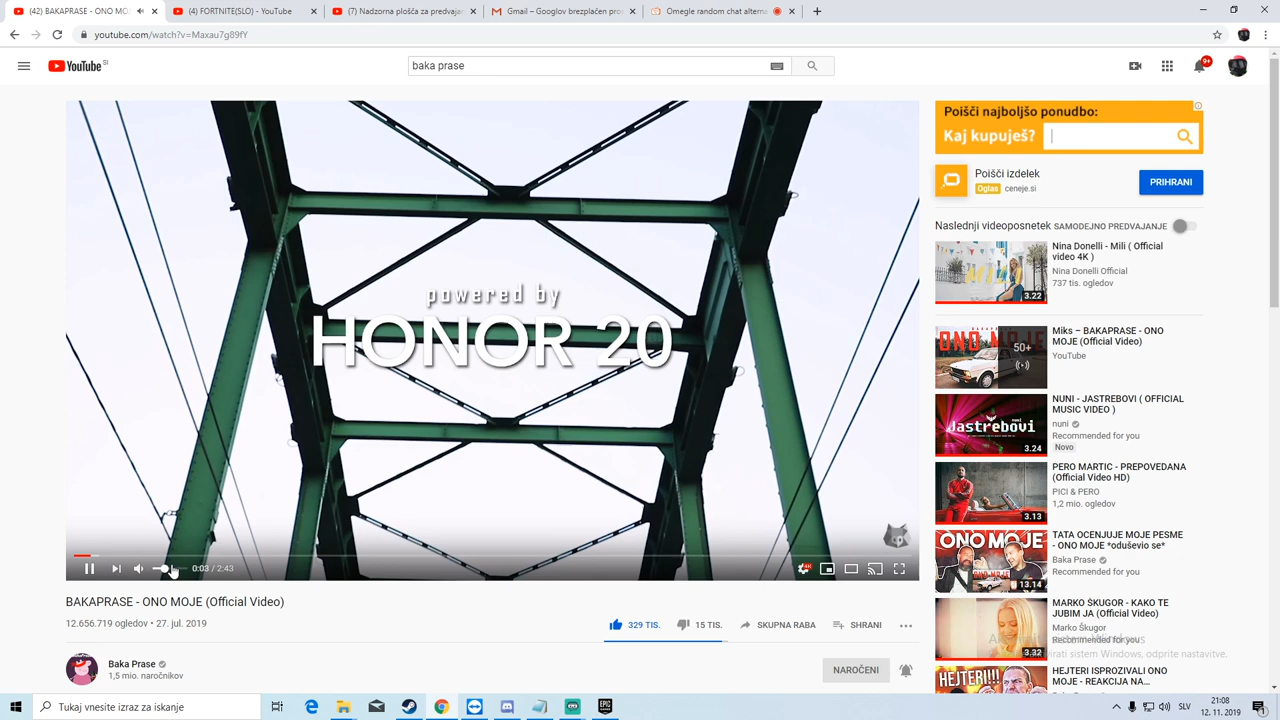 (42) BAKAPRASE - ONO MO
(4) FORTNITE(SLO) - YouTube
(7) Nadzorna plošča za predvajan
Gmail – Googlov brezplačen pro
Omegle random chat alterna
youtube.com/watch?v=Maxau7g89fY
YouTube SI
baka prase
9+
powered by
HONOR 20
0:03 / 2:43
BAKAPRASE - ONO MOJE (Official Video)
12.656.719 ogledov • 27. jul. 2019
329 TIS.
15 TIS.
SKUPNA RABA
SHRANI
Baka Prase
1,5 mio. naročnikov
NAROČENI
Poišči najboljšo ponudbo:
Kaj kupuješ?
Poišči izdelek
Oglas ceneje.si
PRIHRANI
Naslednji videoposnetek
SAMODEJNO PREDVAJANJE
Nina Donelli - Mili ( Official
video 4K )
Nina Donelli Official
737 tis. ogledov
3.22
Miks – BAKAPRASE - ONO
MOJE (Official Video)
YouTube
50+
NUNI - JASTREBOVI ( OFFICIAL
MUSIC VIDEO )
nuni
Recommended for you
Novo
nuni
Jastrebovi
3.24
PERO MARTIC - PREPOVEDANA
(Official Video HD)
PICI & PERO
1,2 mio. ogledov
3.13
TATA OCENJUJE MOJE PESME
- ONO MOJE *oduševio se*
Baka Prase
Recommended for you
ONO MOJE
13.14
MARKO ŠKUGOR - KAKO TE
JUBIM JA (Official Video)
Marko Škugor
Recommended for you
3.32
HEJTERI ISPROZIVALI ONO
MOJE - REAKCIJA NA...
HEJTERI!!!
sistem Windows, odprite nastavitve.
Tukaj vnesite izraz za iskanje
SLV
21:08
12. 11. 2019
1